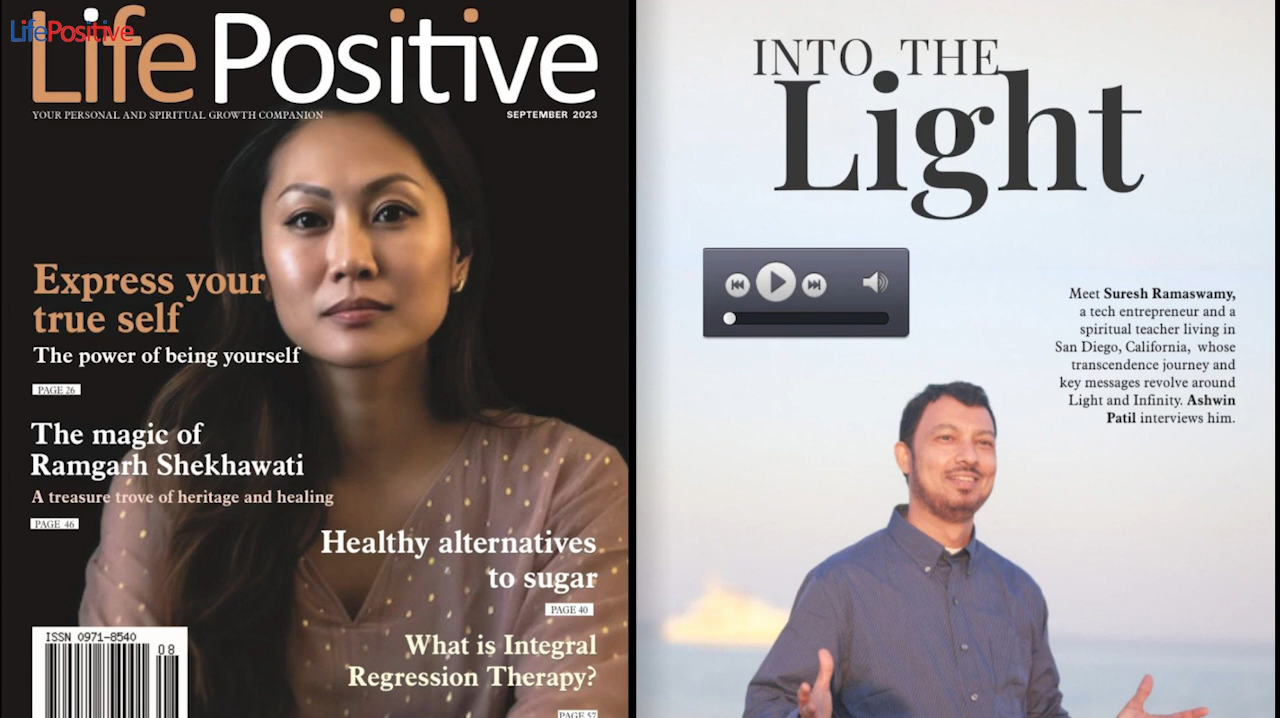 LifePositive
Life Positive
YOUR PERSONAL AND SPIRITUAL GROWTH COMPANION
SEPTEMBER 2023
Express your
true self
The power of being yourself
PAGE 26
The magic of
Ramgarh Shekhawati
A treasure trove of heritage and healing
PAGE 46
Healthy alternatives
to sugar
PAGE 40
What is Integral
Regression Therapy?
PAGE 57
ISSN 0971-8540
08
INTO THE
Light
Meet Suresh Ramaswamy,
a tech entrepreneur and a
spiritual teacher living in
San Diego, California, whose
transcendence journey and
key messages revolve around
Light and Infinity. Ashwin
Patil interviews him.